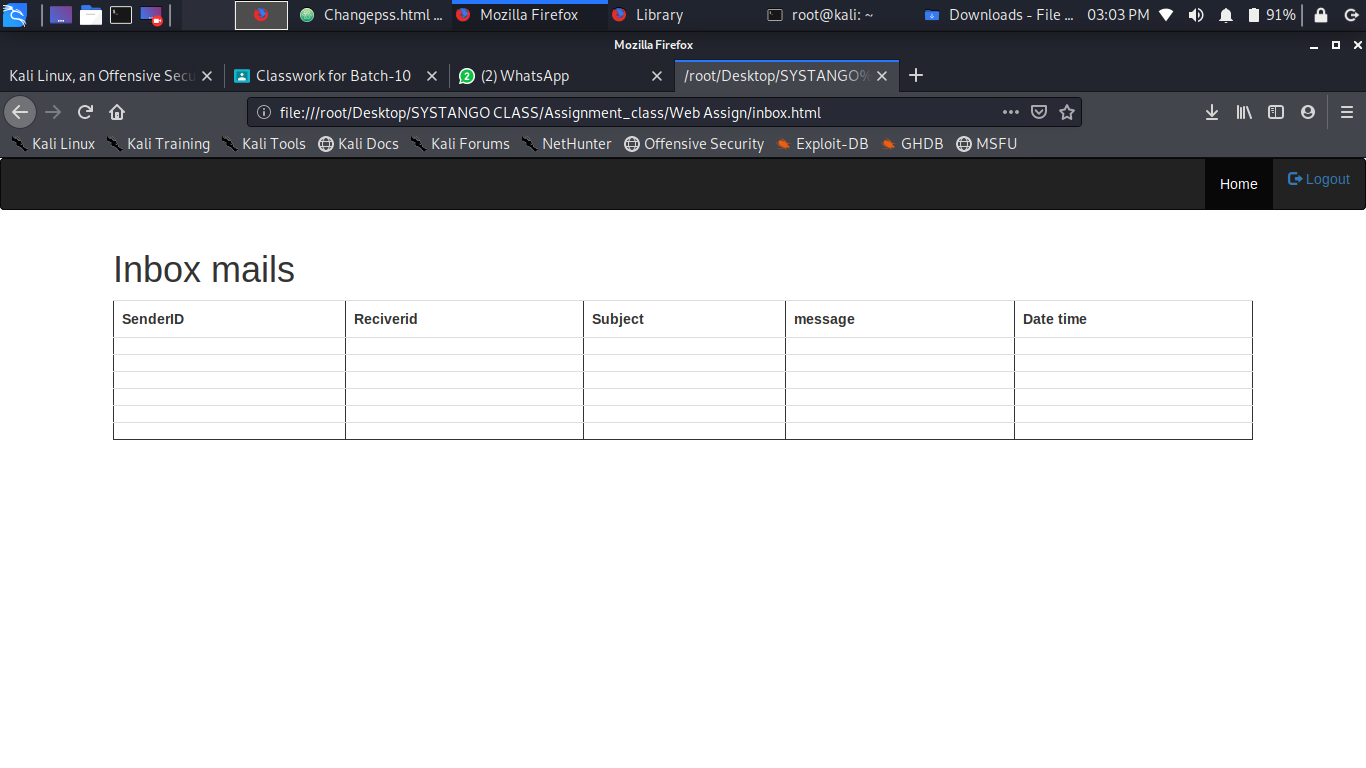 Changepss.html ... Mozilla Firefox Library root@kali: ~ Downloads - File ... 03:03 PM 91%
Mozilla Firefox
Kali Linux, an Offensive Secu Classwork for Batch-10 (2) WhatsApp /root/Desktop/SYSTANGO%
file:///root/Desktop/SYSTANGO CLASS/Assignment_class/Web Assign/inbox.html
Kali Linux Kali Training Kali Tools Kali Docs Kali Forums NetHunter Offensive Security Exploit-DB GHDB MSFU
Home Logout
Inbox mails
SenderID Reciverid Subject message Date time